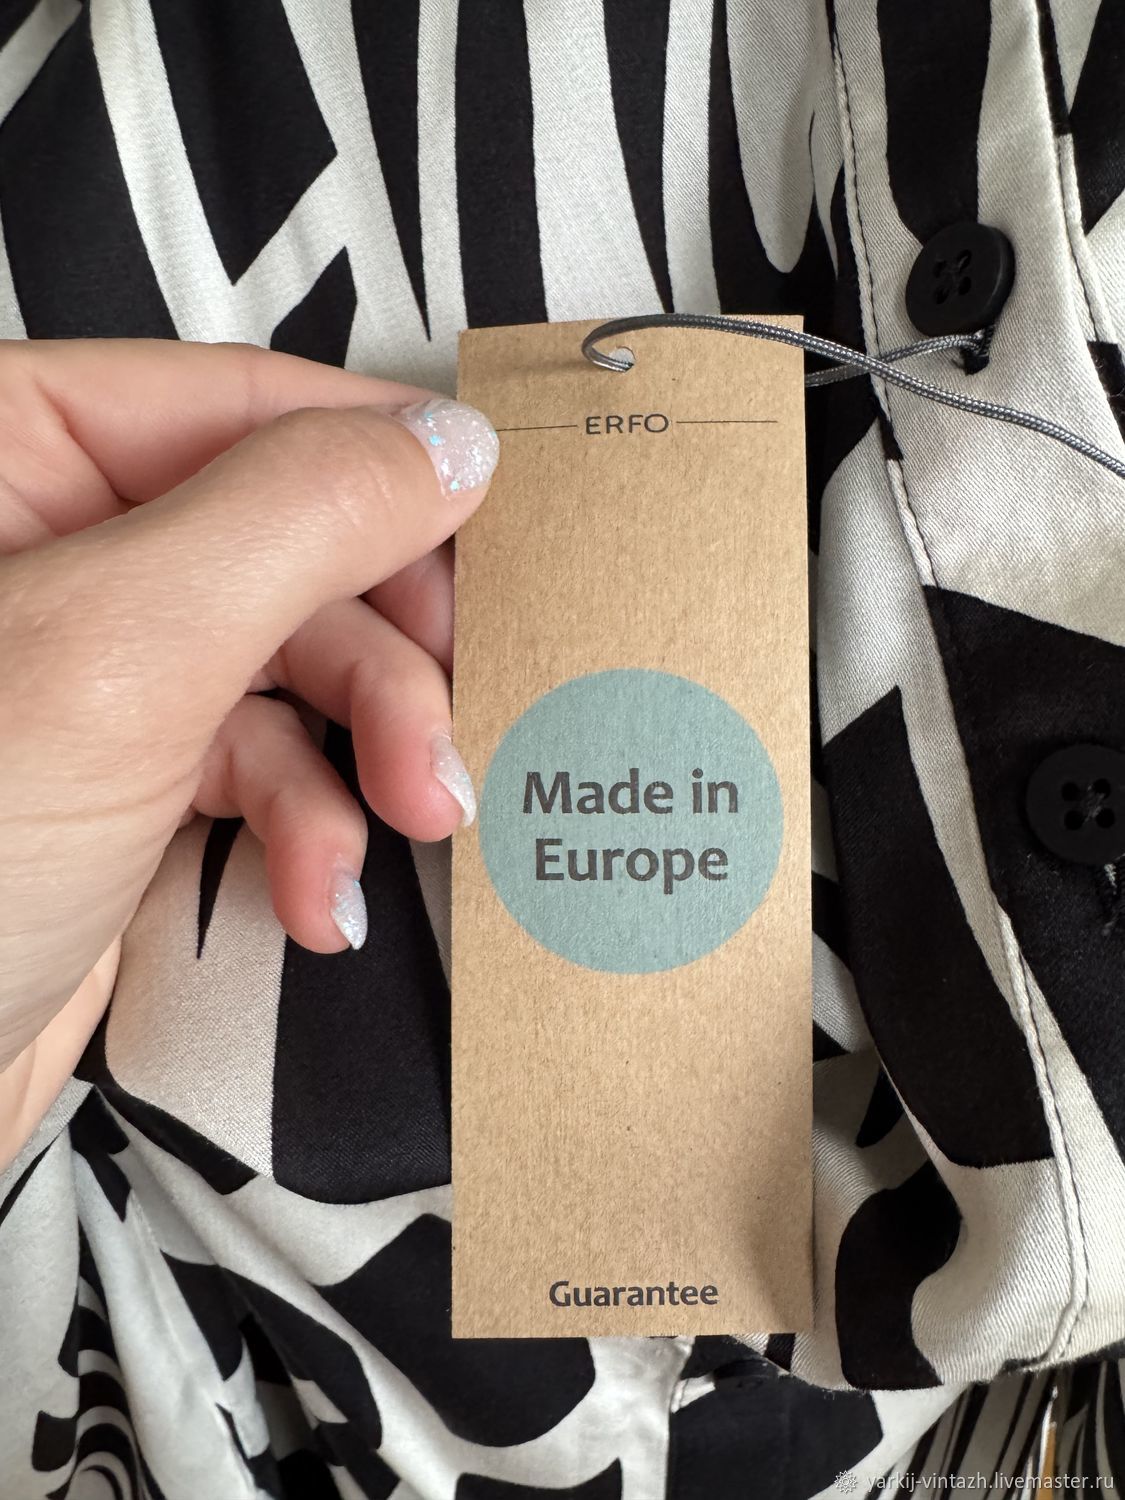 ERFO
Made in
Europe
Guarantee
yarkij-vintazh.livemaster.ru